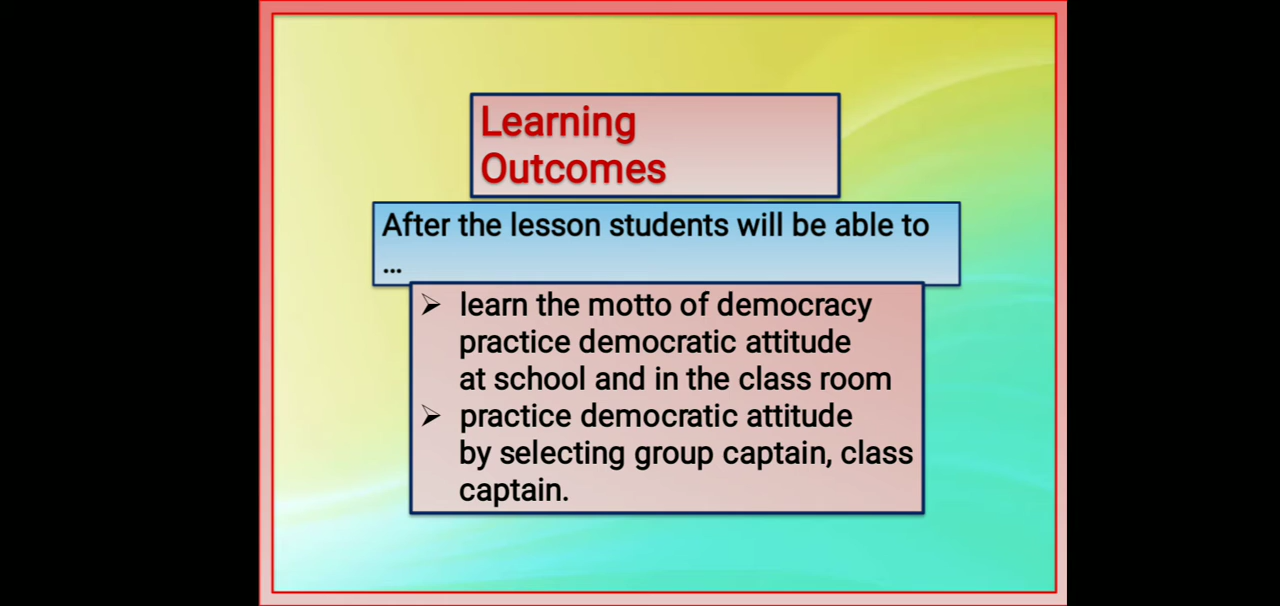 Learning
Outcomes
After the lesson students will be able to
...
➢ learn the motto of democracy
practice democratic attitude
at school and in the class room
➢ practice democratic attitude
by selecting group captain, class
captain.